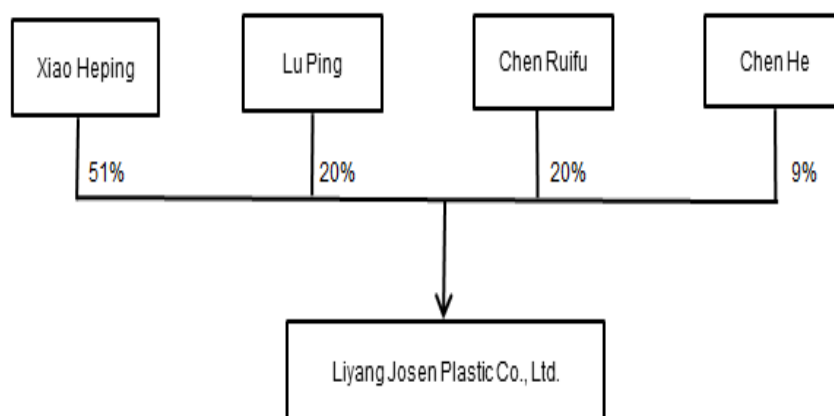 Xiao Heping
Lu Ping
Chen Ruifu
Chen He
51%
20%
20%
9%
Liyang Josen Plastic Co., Ltd.